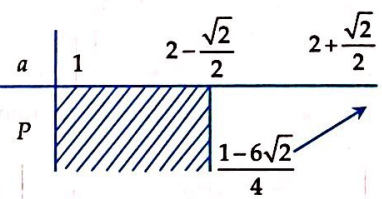 a 1 2 - √2/2 2 + √2/2
P (1-6√2)/4